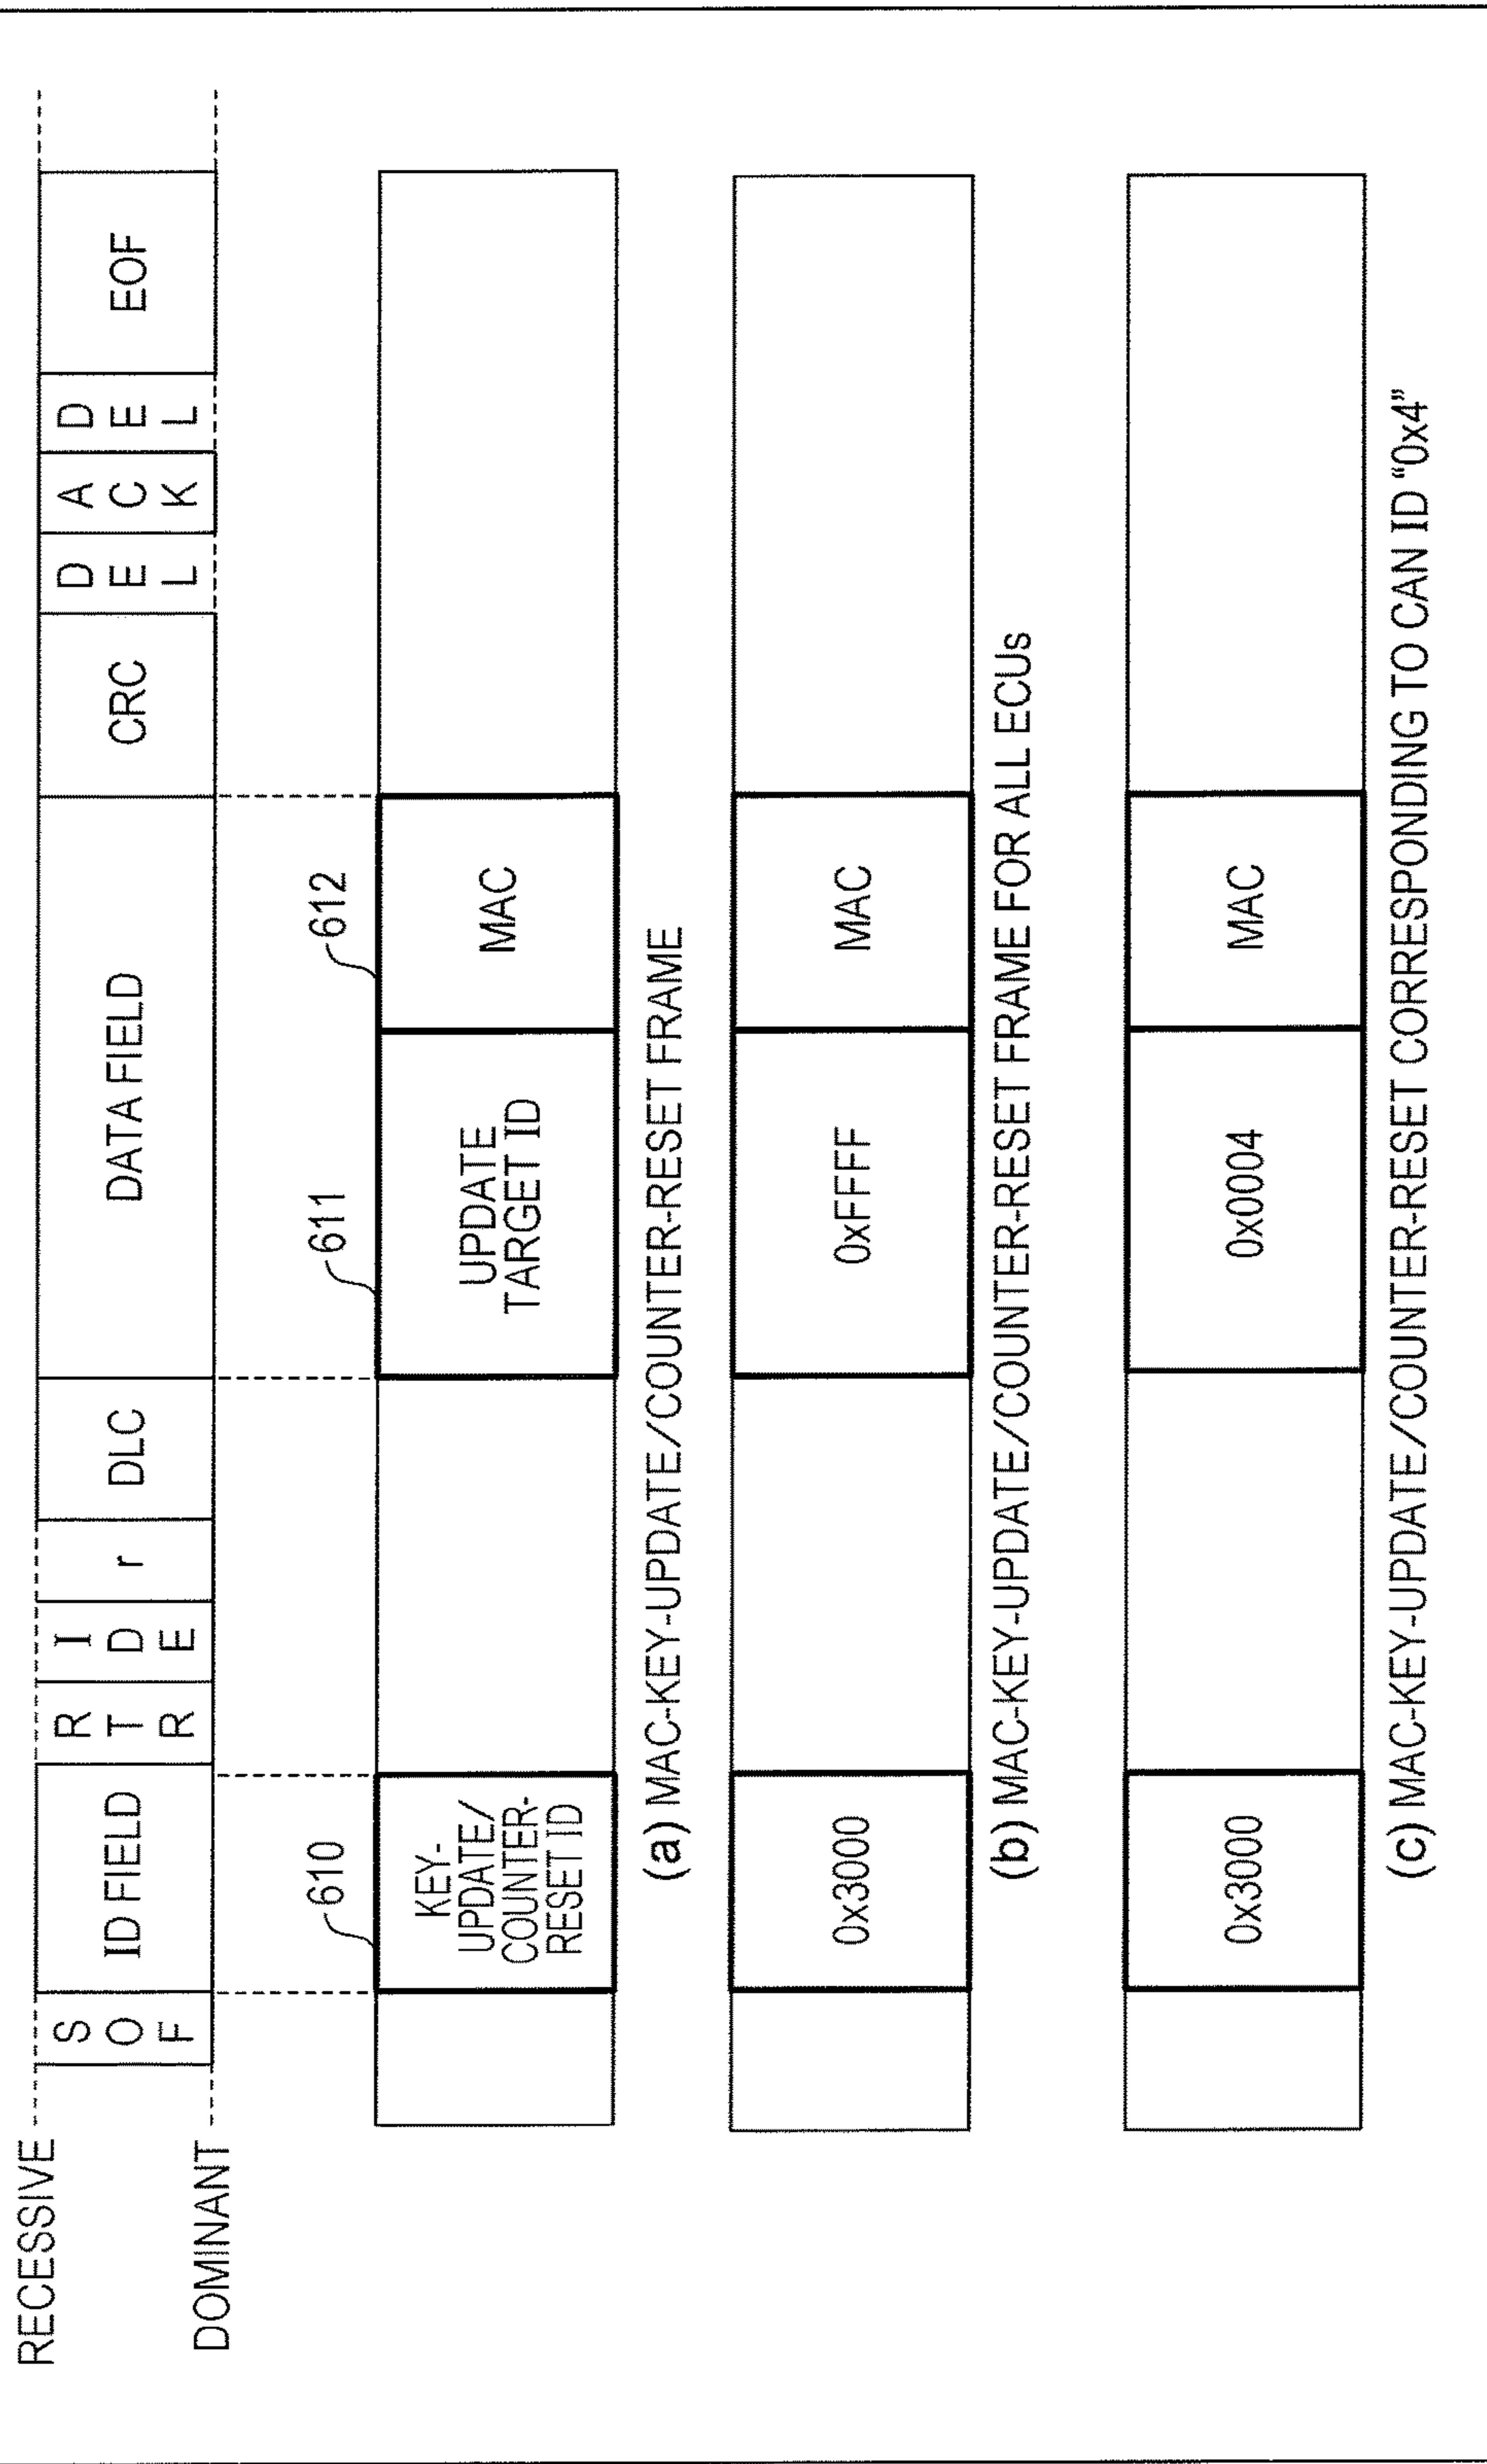 RECESSIVE
DOMINANT
S
O
F
ID FIELD
R
T
R
I
D
E
r
DLC
DATA FIELD
CRC
D
E
L
A
C
K
D
E
L
EOF
610
611
612
KEY-
UPDATE/
COUNTER-
RESET ID
UPDATE
TARGET ID
MAC
(a) MAC-KEY-UPDATE/COUNTER-RESET FRAME
0x3000
0xFFFF
MAC
(b) MAC-KEY-UPDATE/COUNTER-RESET FRAME FOR ALL ECUs
0x3000
0x0004
MAC
(c) MAC-KEY-UPDATE/COUNTER-RESET CORRESPONDING TO CAN ID “0x4”